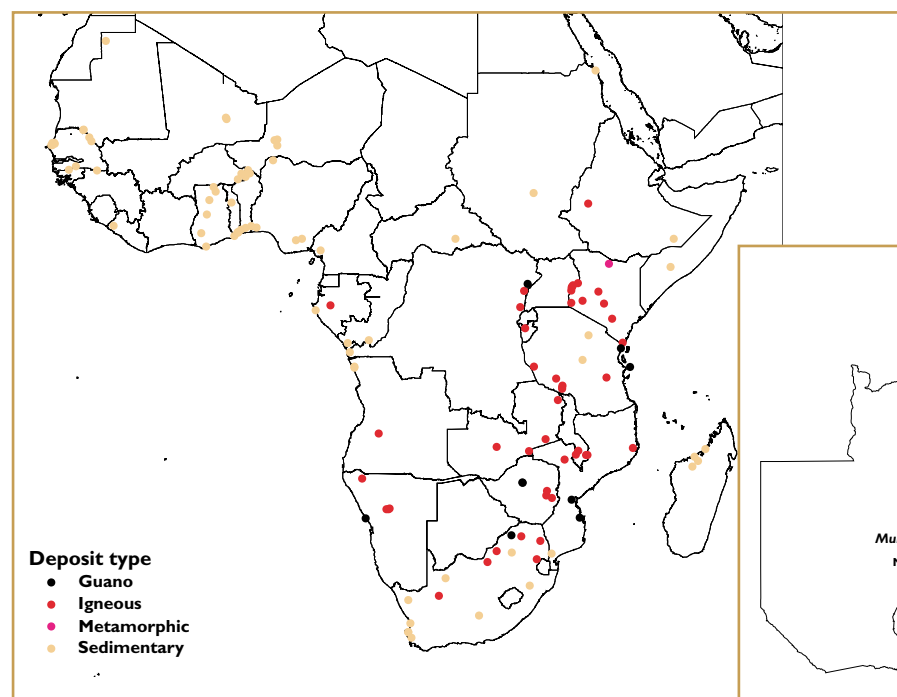 Deposit type
Guano
Igneous
Metamorphic
Sedimentary